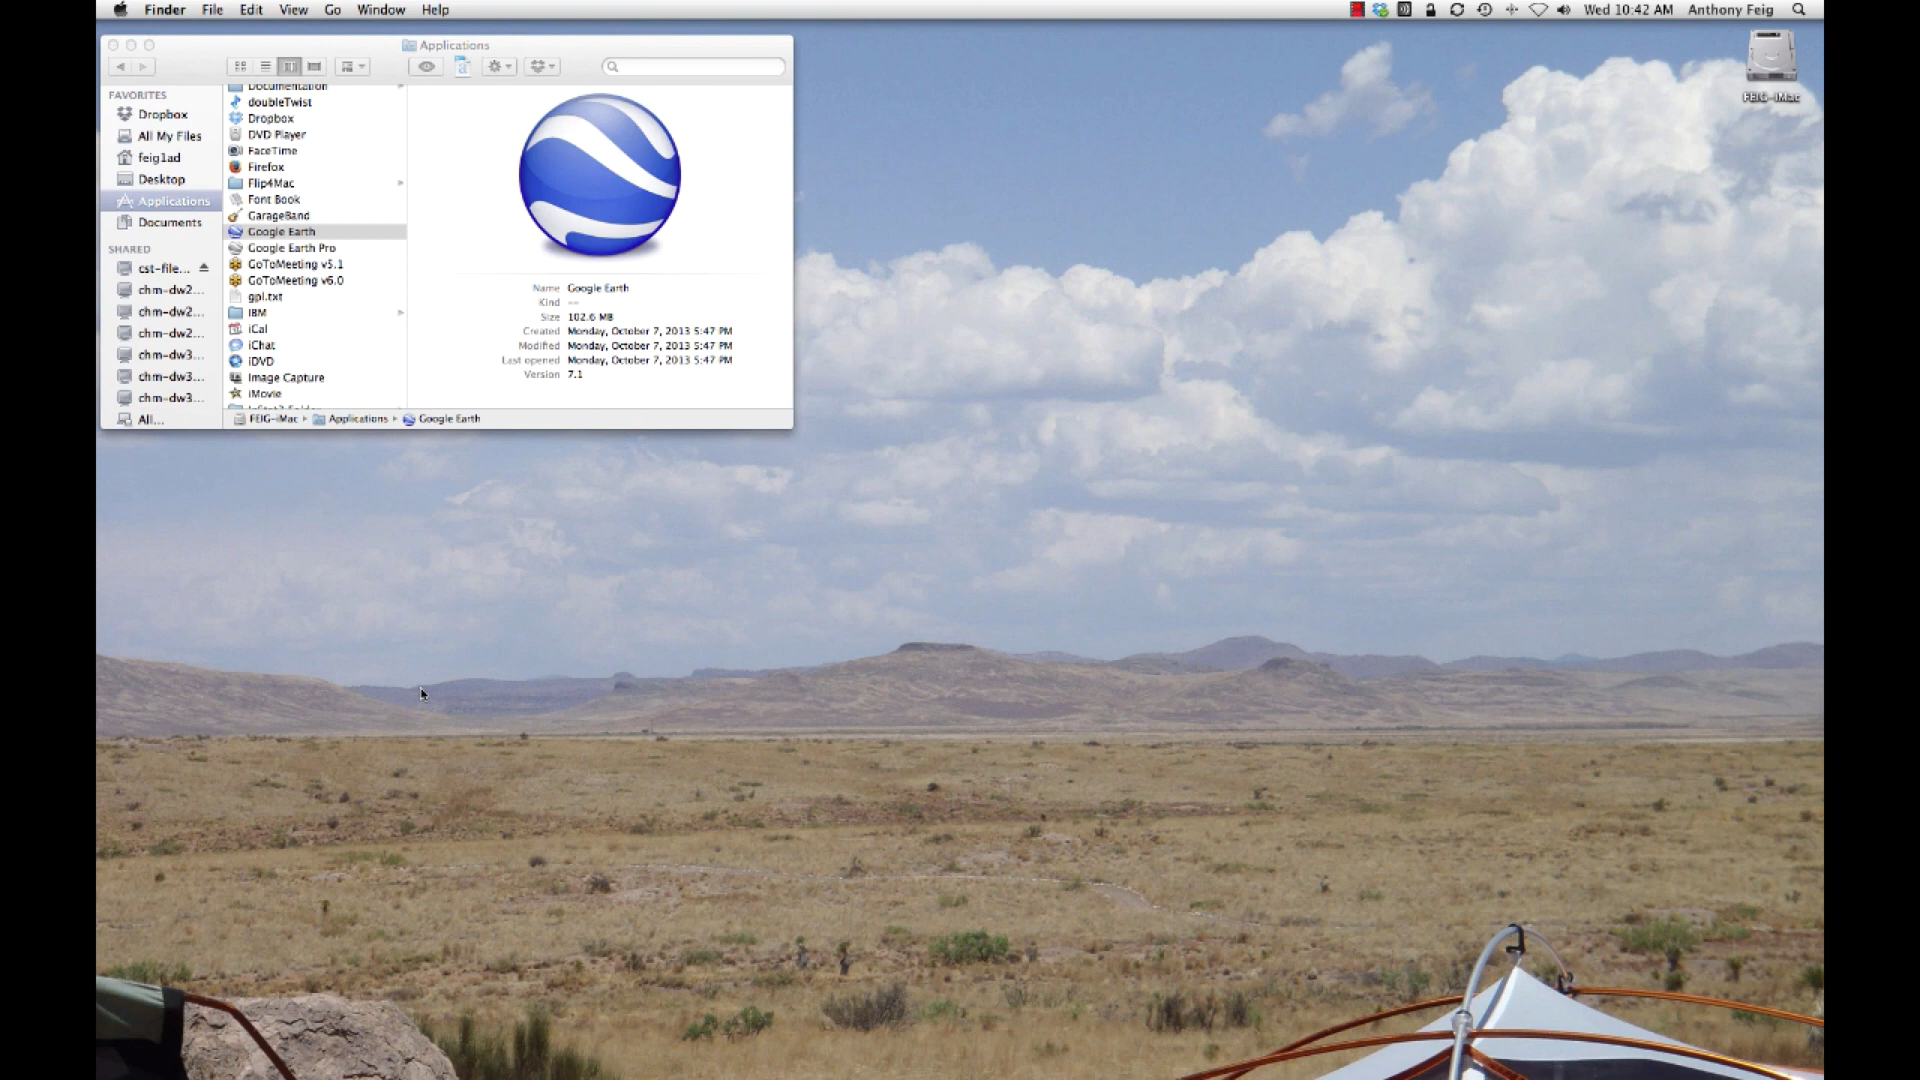 Finder File Edit View Go Window Help
Wed 10:42 AM Anthony Feig
FEIG-iMac
Applications
FAVORITES
Dropbox
All My Files
feig1ad
Desktop
Applications
Documents
SHARED
cst-file...
chm-dw2...
chm-dw2...
chm-dw2...
chm-dw3...
chm-dw3...
chm-dw3...
All...
Documentation
doubleTwist
Dropbox
DVD Player
FaceTime
Firefox
Flip4Mac
Font Book
GarageBand
Google Earth
Google Earth Pro
GoToMeeting v5.1
GoToMeeting v6.0
gpl.txt
IBM
iCal
iChat
iDVD
Image Capture
iMovie
Name Google Earth
Kind --
Size 102.6 MB
Created Monday, October 7, 2013 5:47 PM
Modified Monday, October 7, 2013 5:47 PM
Last opened Monday, October 7, 2013 5:47 PM
Version 7.1
FEIG-iMac Applications Google Earth